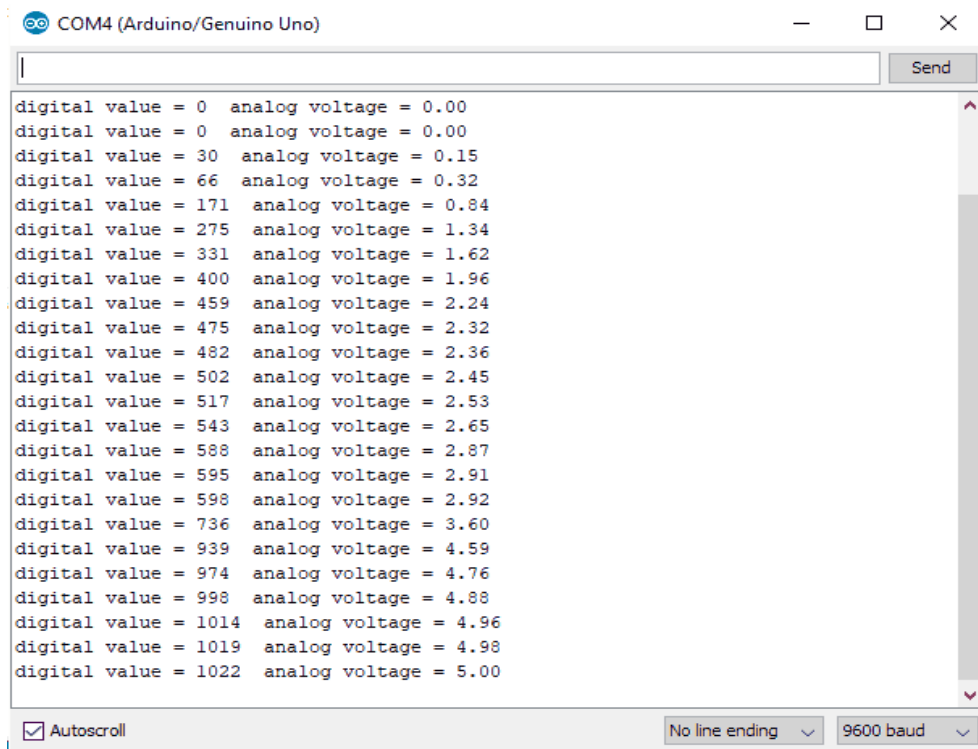 COM4 (Arduino/Genuino Uno)
Send
digital value = 0  analog voltage = 0.00
digital value = 0  analog voltage = 0.00
digital value = 30  analog voltage = 0.15
digital value = 66  analog voltage = 0.32
digital value = 171  analog voltage = 0.84
digital value = 275  analog voltage = 1.34
digital value = 331  analog voltage = 1.62
digital value = 400  analog voltage = 1.96
digital value = 459  analog voltage = 2.24
digital value = 475  analog voltage = 2.32
digital value = 482  analog voltage = 2.36
digital value = 502  analog voltage = 2.45
digital value = 517  analog voltage = 2.53
digital value = 543  analog voltage = 2.65
digital value = 588  analog voltage = 2.87
digital value = 595  analog voltage = 2.91
digital value = 598  analog voltage = 2.92
digital value = 736  analog voltage = 3.60
digital value = 939  analog voltage = 4.59
digital value = 974  analog voltage = 4.76
digital value = 998  analog voltage = 4.88
digital value = 1014  analog voltage = 4.96
digital value = 1019  analog voltage = 4.98
digital value = 1022  analog voltage = 5.00
Autoscroll
No line ending
9600 baud